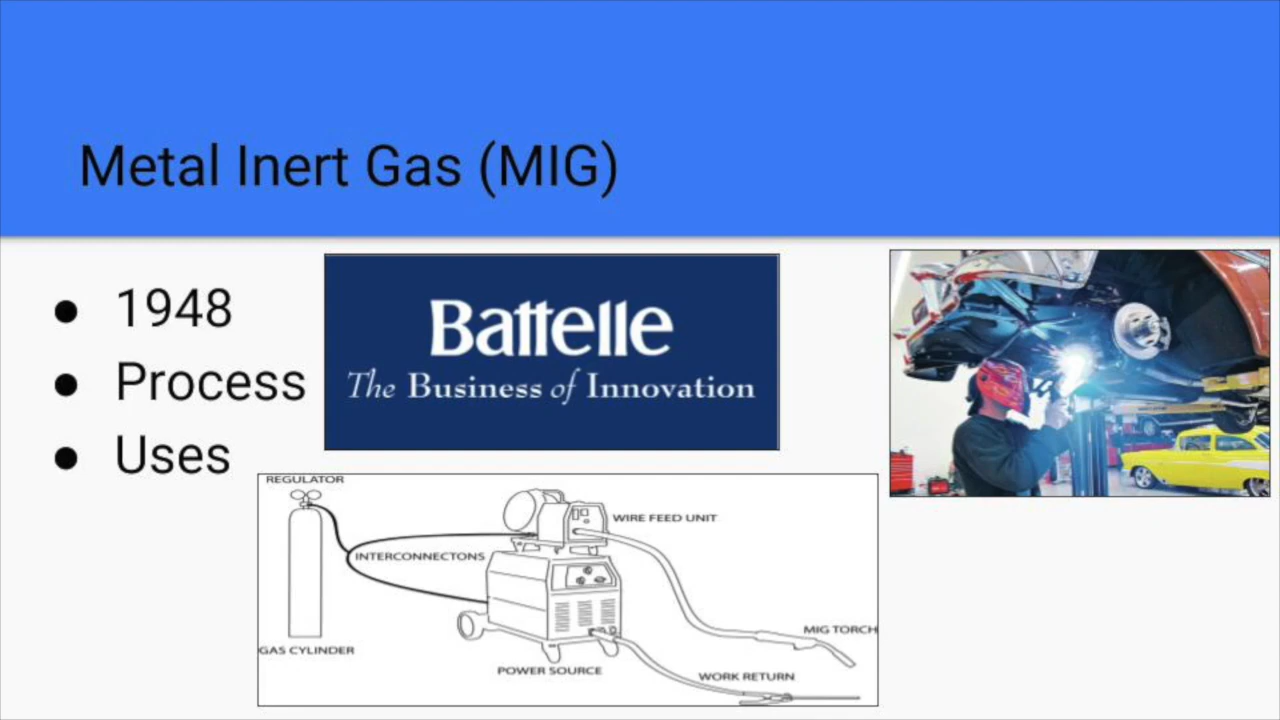 Metal Inert Gas (MIG)
● 1948
● Process
● Uses
Battelle
The Business of Innovation
REGULATOR
WIRE FEED UNIT
INTERCONNECTONS
MIG TORCH
GAS CYLINDER
POWER SOURCE
WORK RETURN